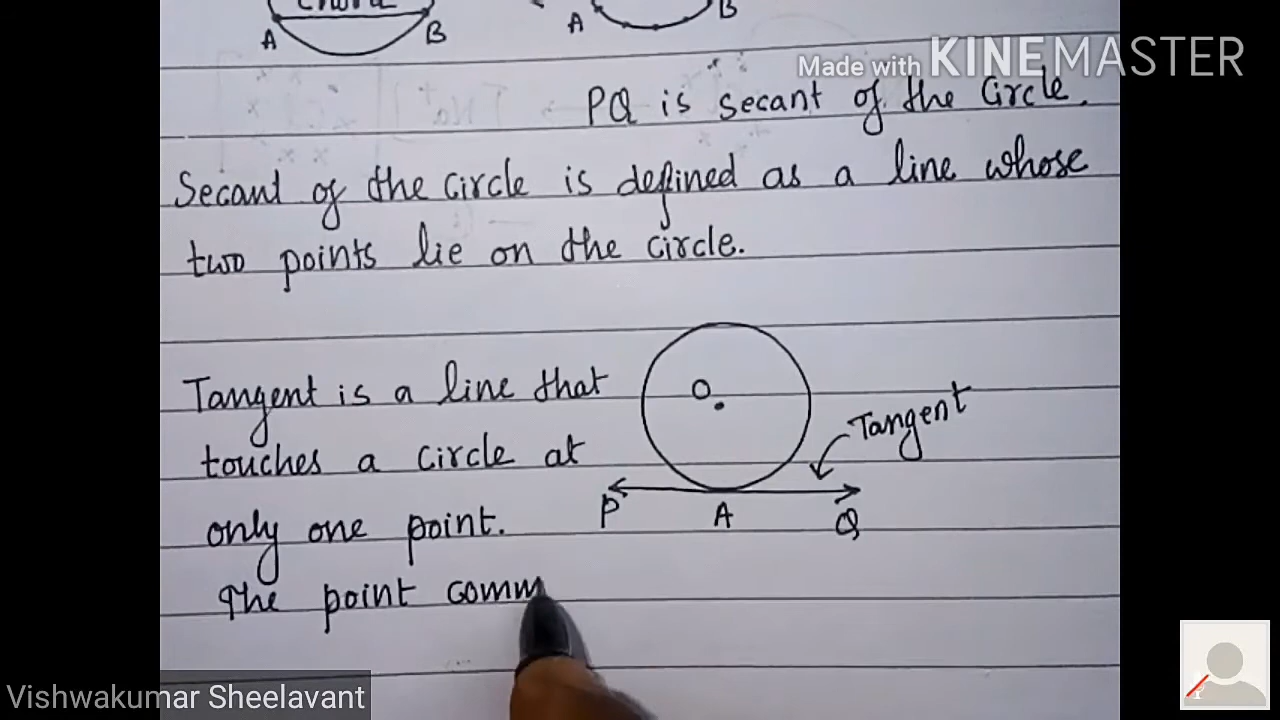 Chord
A
B
A
B
Made with KINEMASTER
PQ is secant of the circle.
Secant of the circle is defined as a line whose
two points lie on the circle.
Tangent is a line that
touches a circle at
only one point.
The point comm
O
Tangent
P
A
Q
Vishwakumar Sheelavant